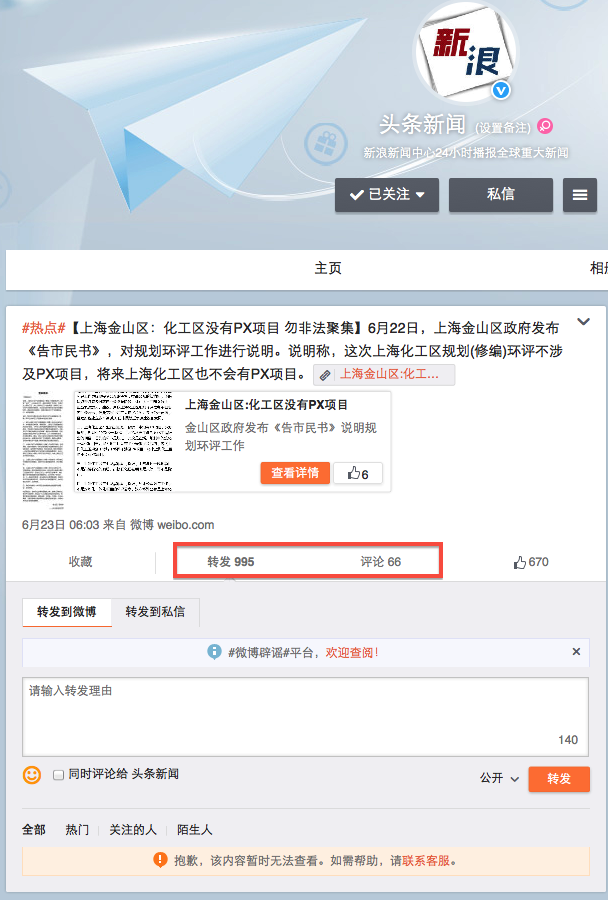 新浪
头条新闻 (设置备注)
新浪新闻中心24小时播报全球重大新闻
已关注 私信
主页 相册
#热点#【上海金山区：化工区没有PX项目 勿非法聚集】6月22日，上海金山区政府发布
《告市民书》，对规划环评工作进行说明。说明称，这次上海化工区规划(修编)环评不涉
及PX项目，将来上海化工区也不会有PX项目。 上海金山区:化工...
上海金山区:化工区没有PX项目
金山区政府发布《告市民书》说明规
划环评工作
查看详情 6
6月23日 06:03 来自 微博 weibo.com
收藏 转发 995 评论 66 670
转发到微博 转发到私信
#微博辟谣#平台，欢迎查阅！
请输入转发理由
140
同时评论给 头条新闻 公开 转发
全部 热门 关注的人 陌生人
抱歉，该内容暂时无法查看。如需帮助，请联系客服。